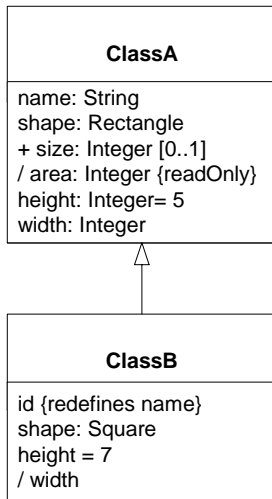 ClassA
name: String
shape: Rectangle
+ size: Integer [0..1]
/ area: Integer {readOnly}
height: Integer= 5
width: Integer
ClassB
id {redefines name}
shape: Square
height = 7
/ width